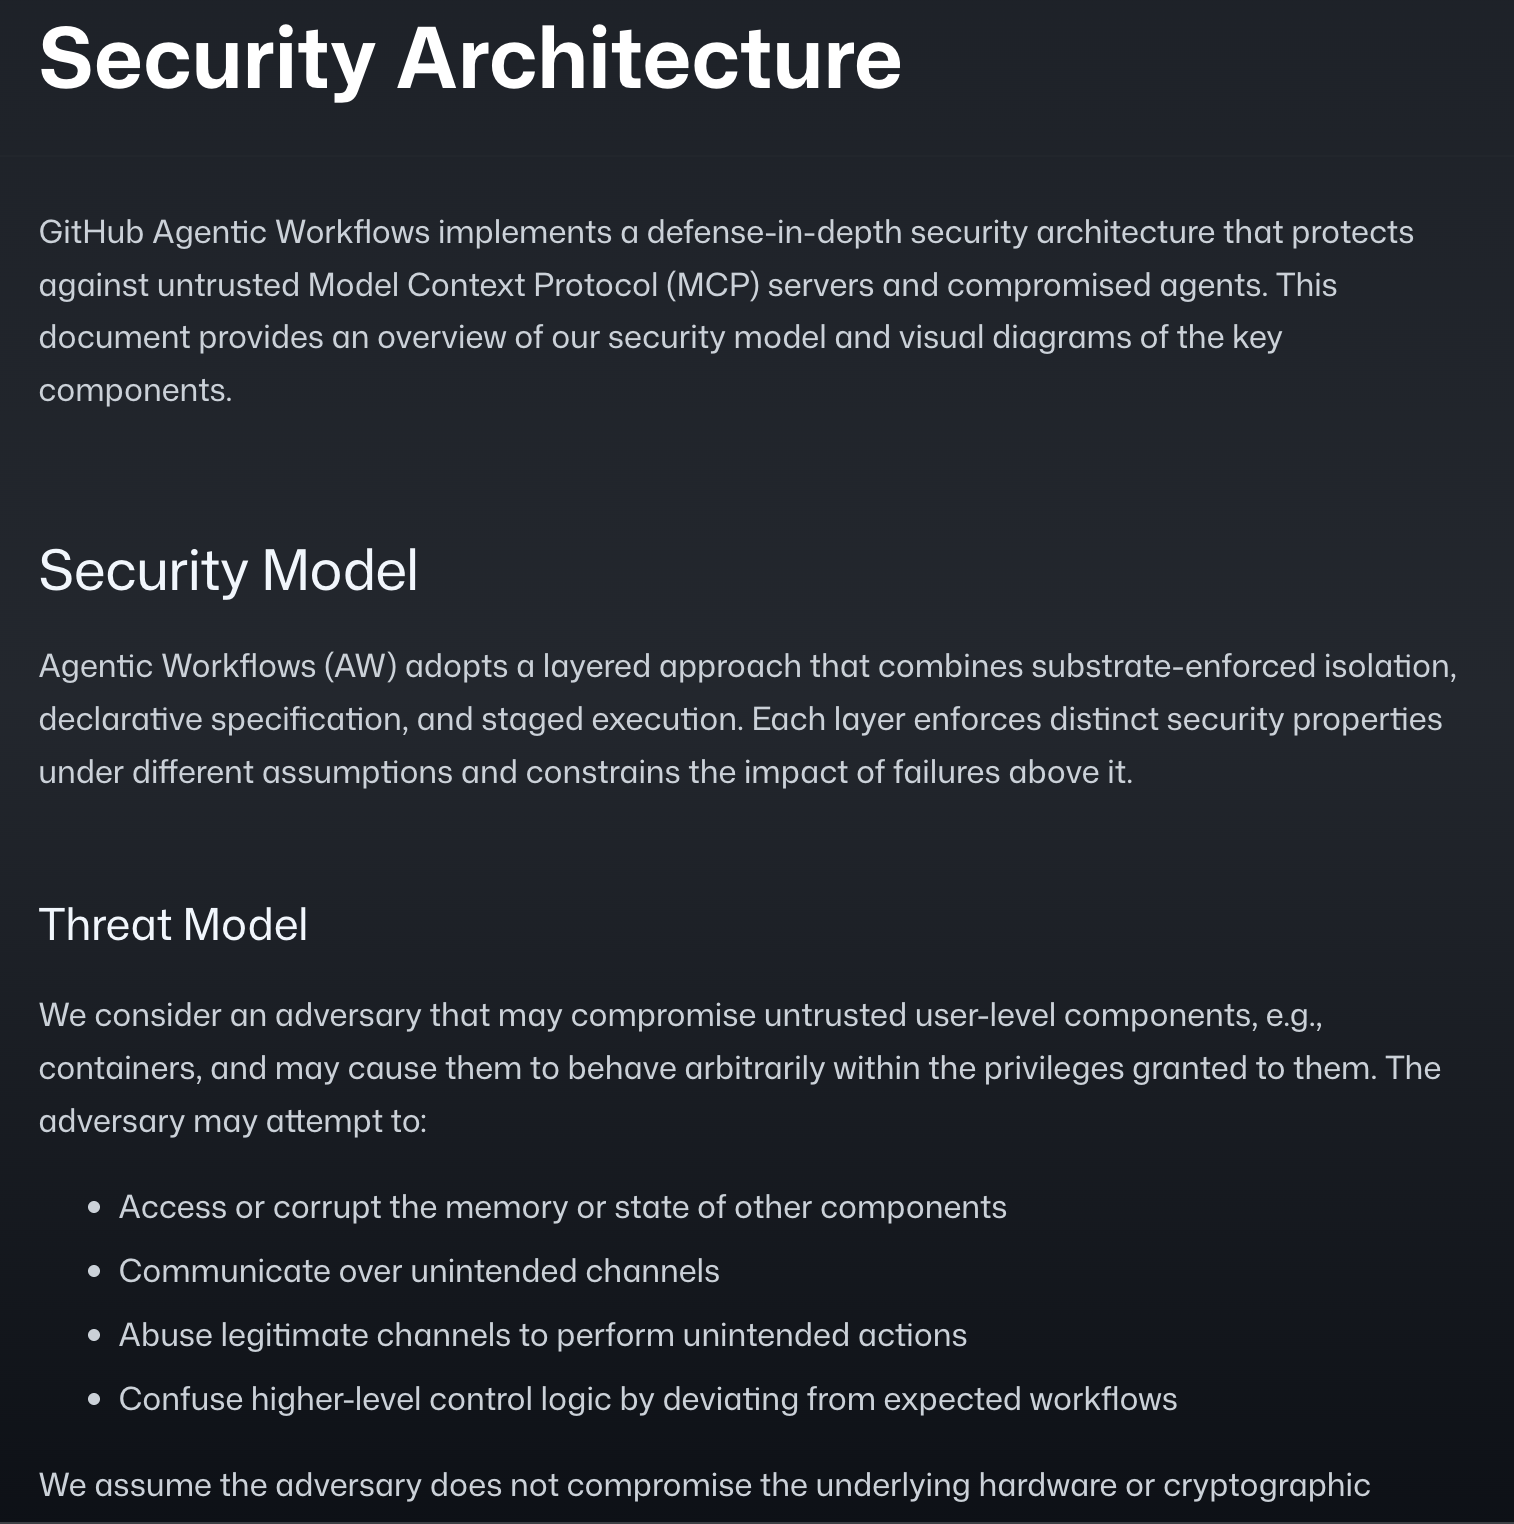 Security Architecture
GitHub Agentic Workflows implements a defense-in-depth security architecture that protects
against untrusted Model Context Protocol (MCP) servers and compromised agents. This
document provides an overview of our security model and visual diagrams of the key
components.
Security Model
Agentic Workflows (AW) adopts a layered approach that combines substrate-enforced isolation,
declarative specification, and staged execution. Each layer enforces distinct security properties
under different assumptions and constrains the impact of failures above it.
Threat Model
We consider an adversary that may compromise untrusted user-level components, e.g.,
containers, and may cause them to behave arbitrarily within the privileges granted to them. The
adversary may attempt to:
• Access or corrupt the memory or state of other components
• Communicate over unintended channels
• Abuse legitimate channels to perform unintended actions
• Confuse higher-level control logic by deviating from expected workflows
We assume the adversary does not compromise the underlying hardware or cryptographic